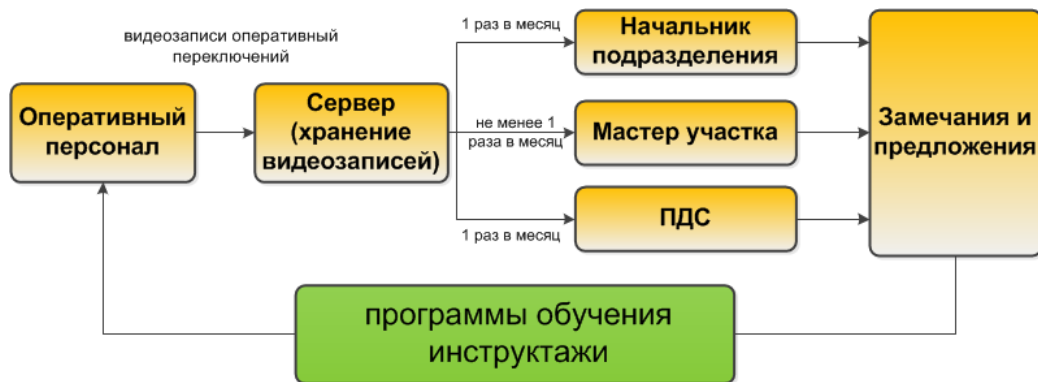 видеозаписи оперативный
переключений
Оперативный
персонал
Сервер
(хранение
видеозаписей)
1 раз в месяц
Начальник
подразделения
не менее 1
раза в месяц
Мастер участка
1 раз в месяц
ПДС
Замечания и
предложения
программы обучения
инструктажи